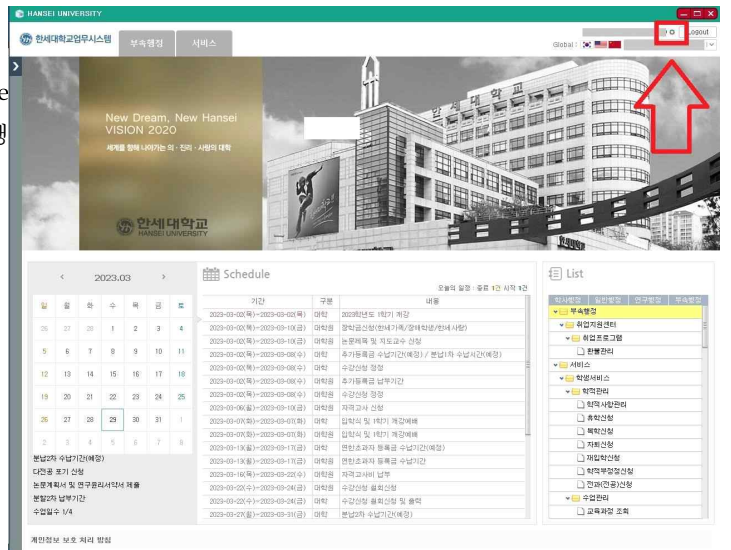 HANSEI UNIVERSITY
한세대학교업무시스템
부속행정
서비스
Logout
Global :
New Dream, New Hansei
VISION 2020
세계를 향해 나아가는 의 · 진리 · 사랑의 대학
한세대학교
HANSEI UNIVERSITY
한세대학교
2023.03
일 월 화 수 목 금 토
26 27 28 1 2 3 4
5 6 7 8 9 10 11
12 13 14 15 16 17 18
19 20 21 22 23 24 25
26 27 28 29 30 31 1
2 3 4 5 6 7 8
분납2차 수납기간(예정)
다전공 포기 신청
논문계획서 및 연구윤리서약서 제출
분할2차 납부기간
수업일수 1/4
Schedule
오늘의 일정 : 종료 1건 시작 1건
기간 구분 내용
2023-03-02(목)~2023-03-02(목) 대학 2023학년도 1학기 개강
2023-03-02(목)~2023-03-10(금) 대학원 장학금신청(한세가족/장애학생/한세사랑)
2023-03-02(목)~2023-03-10(금) 대학원 논문제목 및 지도교수 신청
2023-03-02(목)~2023-03-08(수) 대학 추가등록금 수납기간(예정) / 분납1차 수납시간(예정)
2023-03-02(목)~2023-03-08(수) 대학 수강신청 정정
2023-03-02(목)~2023-03-08(수) 대학원 추가등록금 납부기간
2023-03-02(목)~2023-03-08(수) 대학원 수강신청 정정
2023-03-06(월)~2023-03-10(금) 대학원 자격고사 신청
2023-03-07(화)~2023-03-07(화) 대학 입학식 및 1학기 개강예배
2023-03-07(화)~2023-03-07(화) 대학원 입학식 및 1학기 개강예배
2023-03-13(월)~2023-03-17(금) 대학 연한초과자 등록금 수납기간(예정)
2023-03-13(월)~2023-03-17(금) 대학원 연한초과자 등록금 수납기간
2023-03-16(목)~2023-03-22(수) 대학원 자격고사비 납부
2023-03-22(수)~2023-03-24(금) 대학 수강신청 철회신청
2023-03-22(수)~2023-03-24(금) 대학원 수강신청 철회신청 및 출력
2023-03-27(월)~2023-03-31(금) 대학 분납2차 수납기간(예정)
List
학사행정 일반행정 연구행정 부속행정
부속행정
취업지원센터
취업프로그램
환불관리
서비스
학생서비스
학적관리
학적사항관리
휴학신청
복학신청
자퇴신청
재입학신청
학적부정정신청
전과(전공)신청
수업관리
교육과정 조회
개인정보 보호 처리 방침